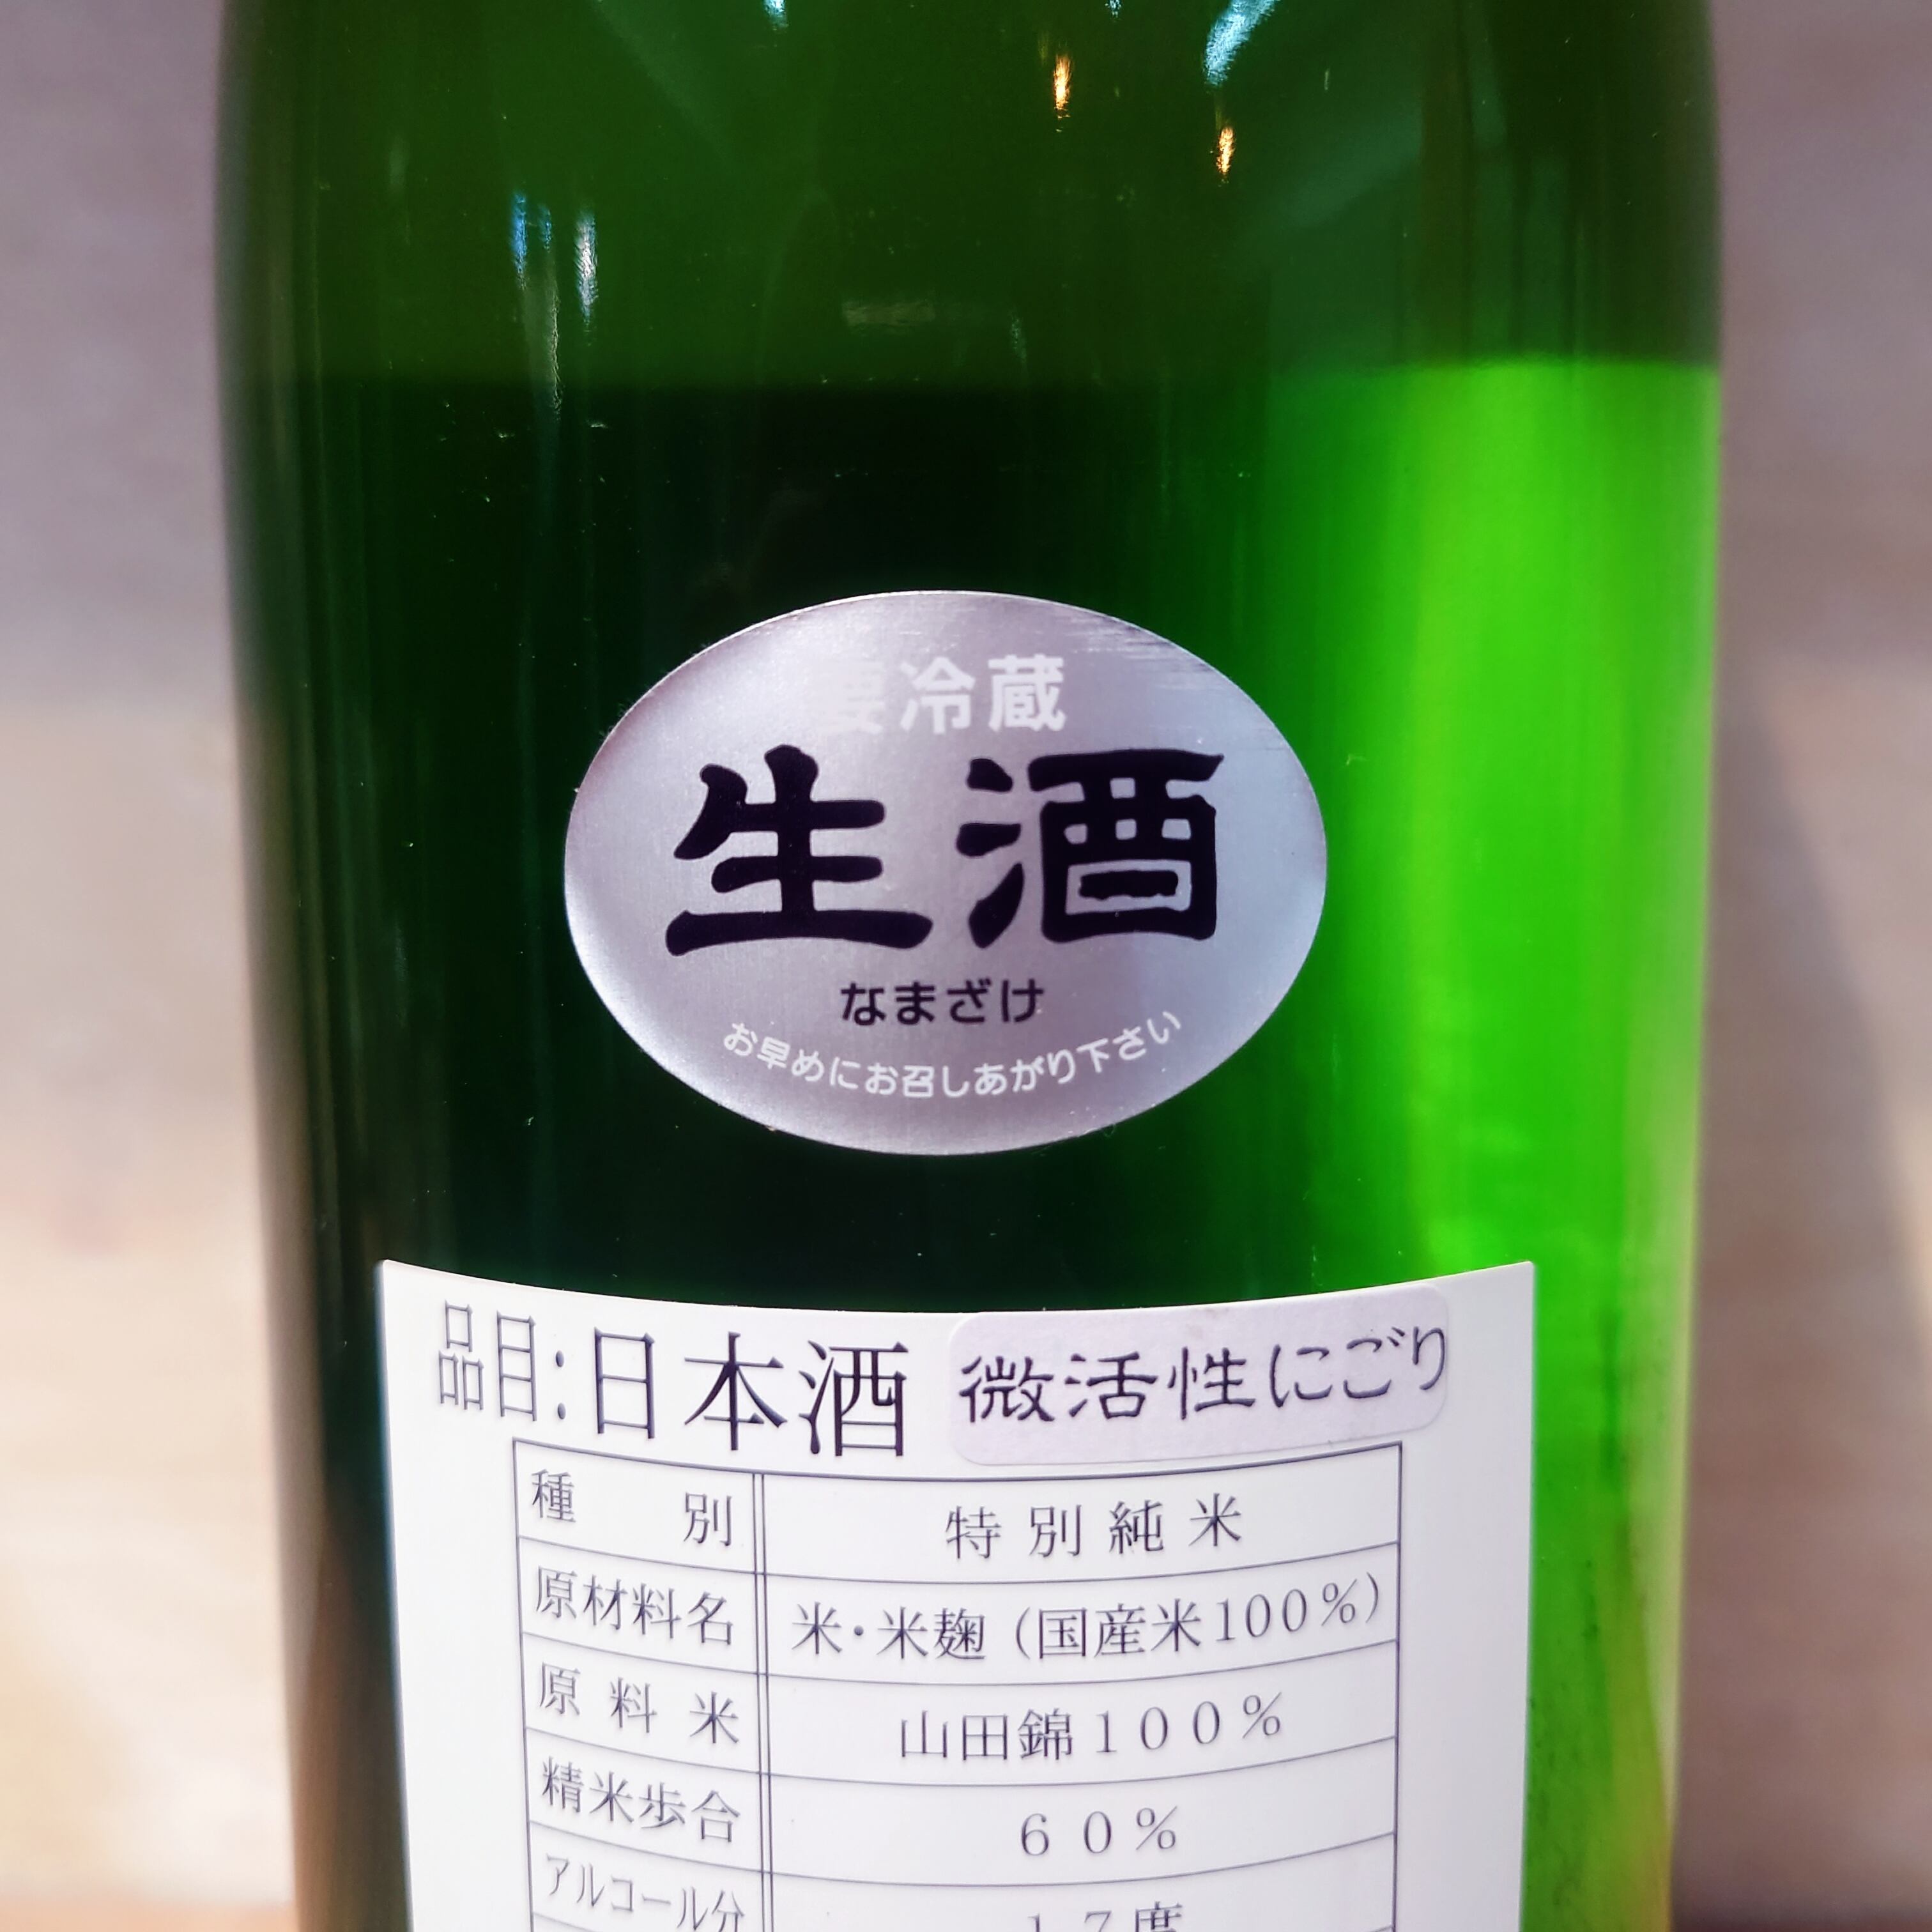 要冷蔵
生酒
なまざけ
お早めにお召しあがり下さい
品目:日本酒 微活性にごり
種 別 特別純米
原材料名 米・米麹(国産米100%)
原料米 山田錦100%
精米歩合 60%
アルコール分 17度